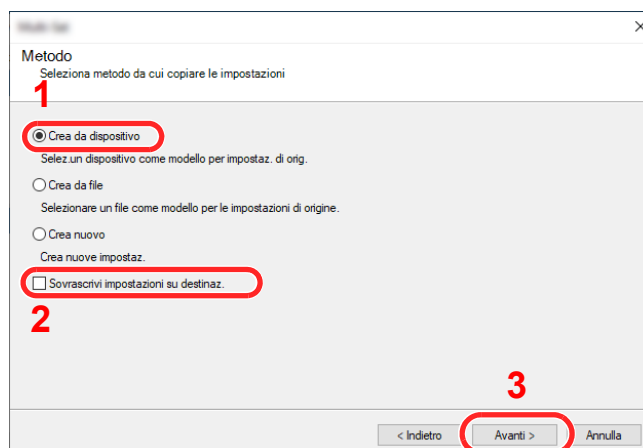 Metodo
Seleziona metodo da cui copiare le impostazioni
1
Crea da dispositivo
Selez.un dispositivo come modello per impostaz. di orig.
Crea da file
Selezionare un file come modello per le impostazioni di origine.
Crea nuovo
Crea nuove impostaz.
Sovrascrivi impostazioni su destinaz.
2
3
< Indietro
Avanti >
Annulla